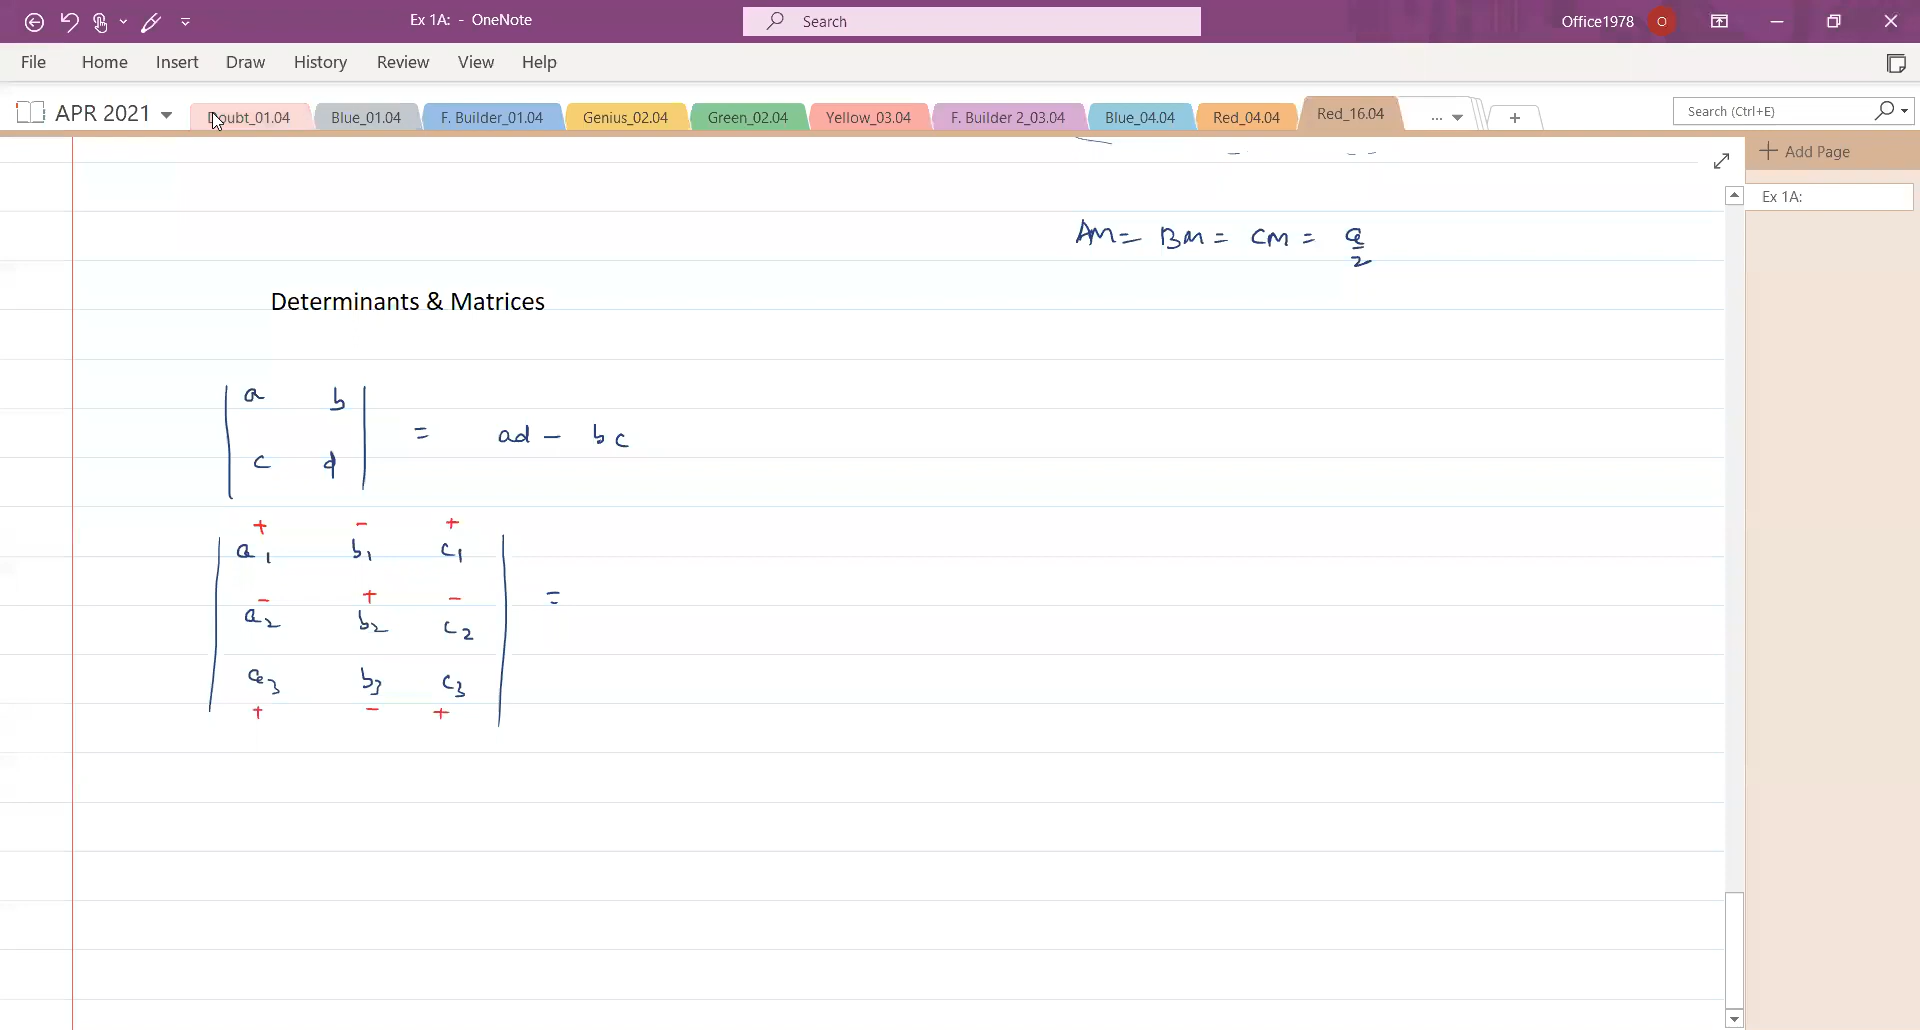 Ex 1A: - OneNote
Search
Office1978
O
File Home Insert Draw History Review View Help
APR 2021
Doubt_01.04 Blue_01.04 F. Builder_01.04 Genius_02.04 Green_02.04 Yellow_03.04 F. Builder 2_03.04 Blue_04.04 Red_04.04 Red_16.04 ... +
Search (Ctrl+E)
+ Add Page
Ex 1A:
AM = BM = CM = a/2
Determinants & Matrices
| a b |
| c d | = ad - bc
+ - +
a1 b1 c1
- + -
a2 b2 c2 =
a3 b3 c3
+ - +